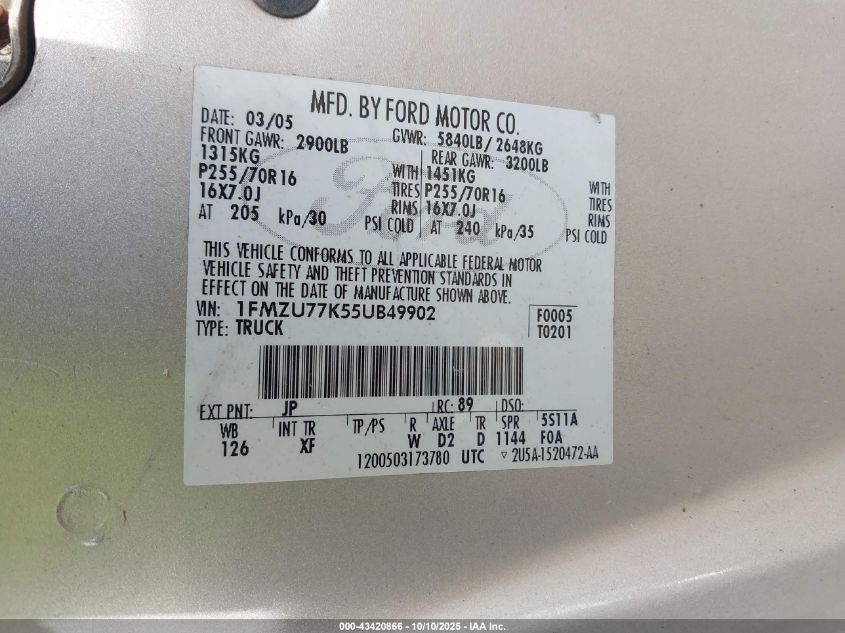 MFD. BY FORD MOTOR CO.
DATE: 03/05 GVWR: 5840LB/ 2648KG
FRONT GAWR: 2900LB REAR GAWR: 3200LB
1315KG WITH 1451KG WITH
P255/70R16 TIRES P255/70R16 TIRES
16X7.0J RIMS 16X7.0J RIMS
AT 205 kPa/30 PSI COLD AT 240 kPa/35 PSI COLD
Ford
THIS VEHICLE CONFORMS TO ALL APPLICABLE FEDERAL MOTOR
VEHICLE SAFETY AND THEFT PREVENTION STANDARDS IN
EFFECT ON THE DATE OF MANUFACTURE SHOWN ABOVE.
VIN: 1FMZU77K55UB49902 F0005
TYPE: TRUCK T0201
EXT PNT: JP RC: 89 DSO:
WB INT TR TP/PS R AXLE TR SPR 5S11A
126 XF W D2 D 1144 F0A
1200503173780 UTC ▽ 2U5A-1520472-AA
000-43420866 - 10/10/2025 - IAA Inc.